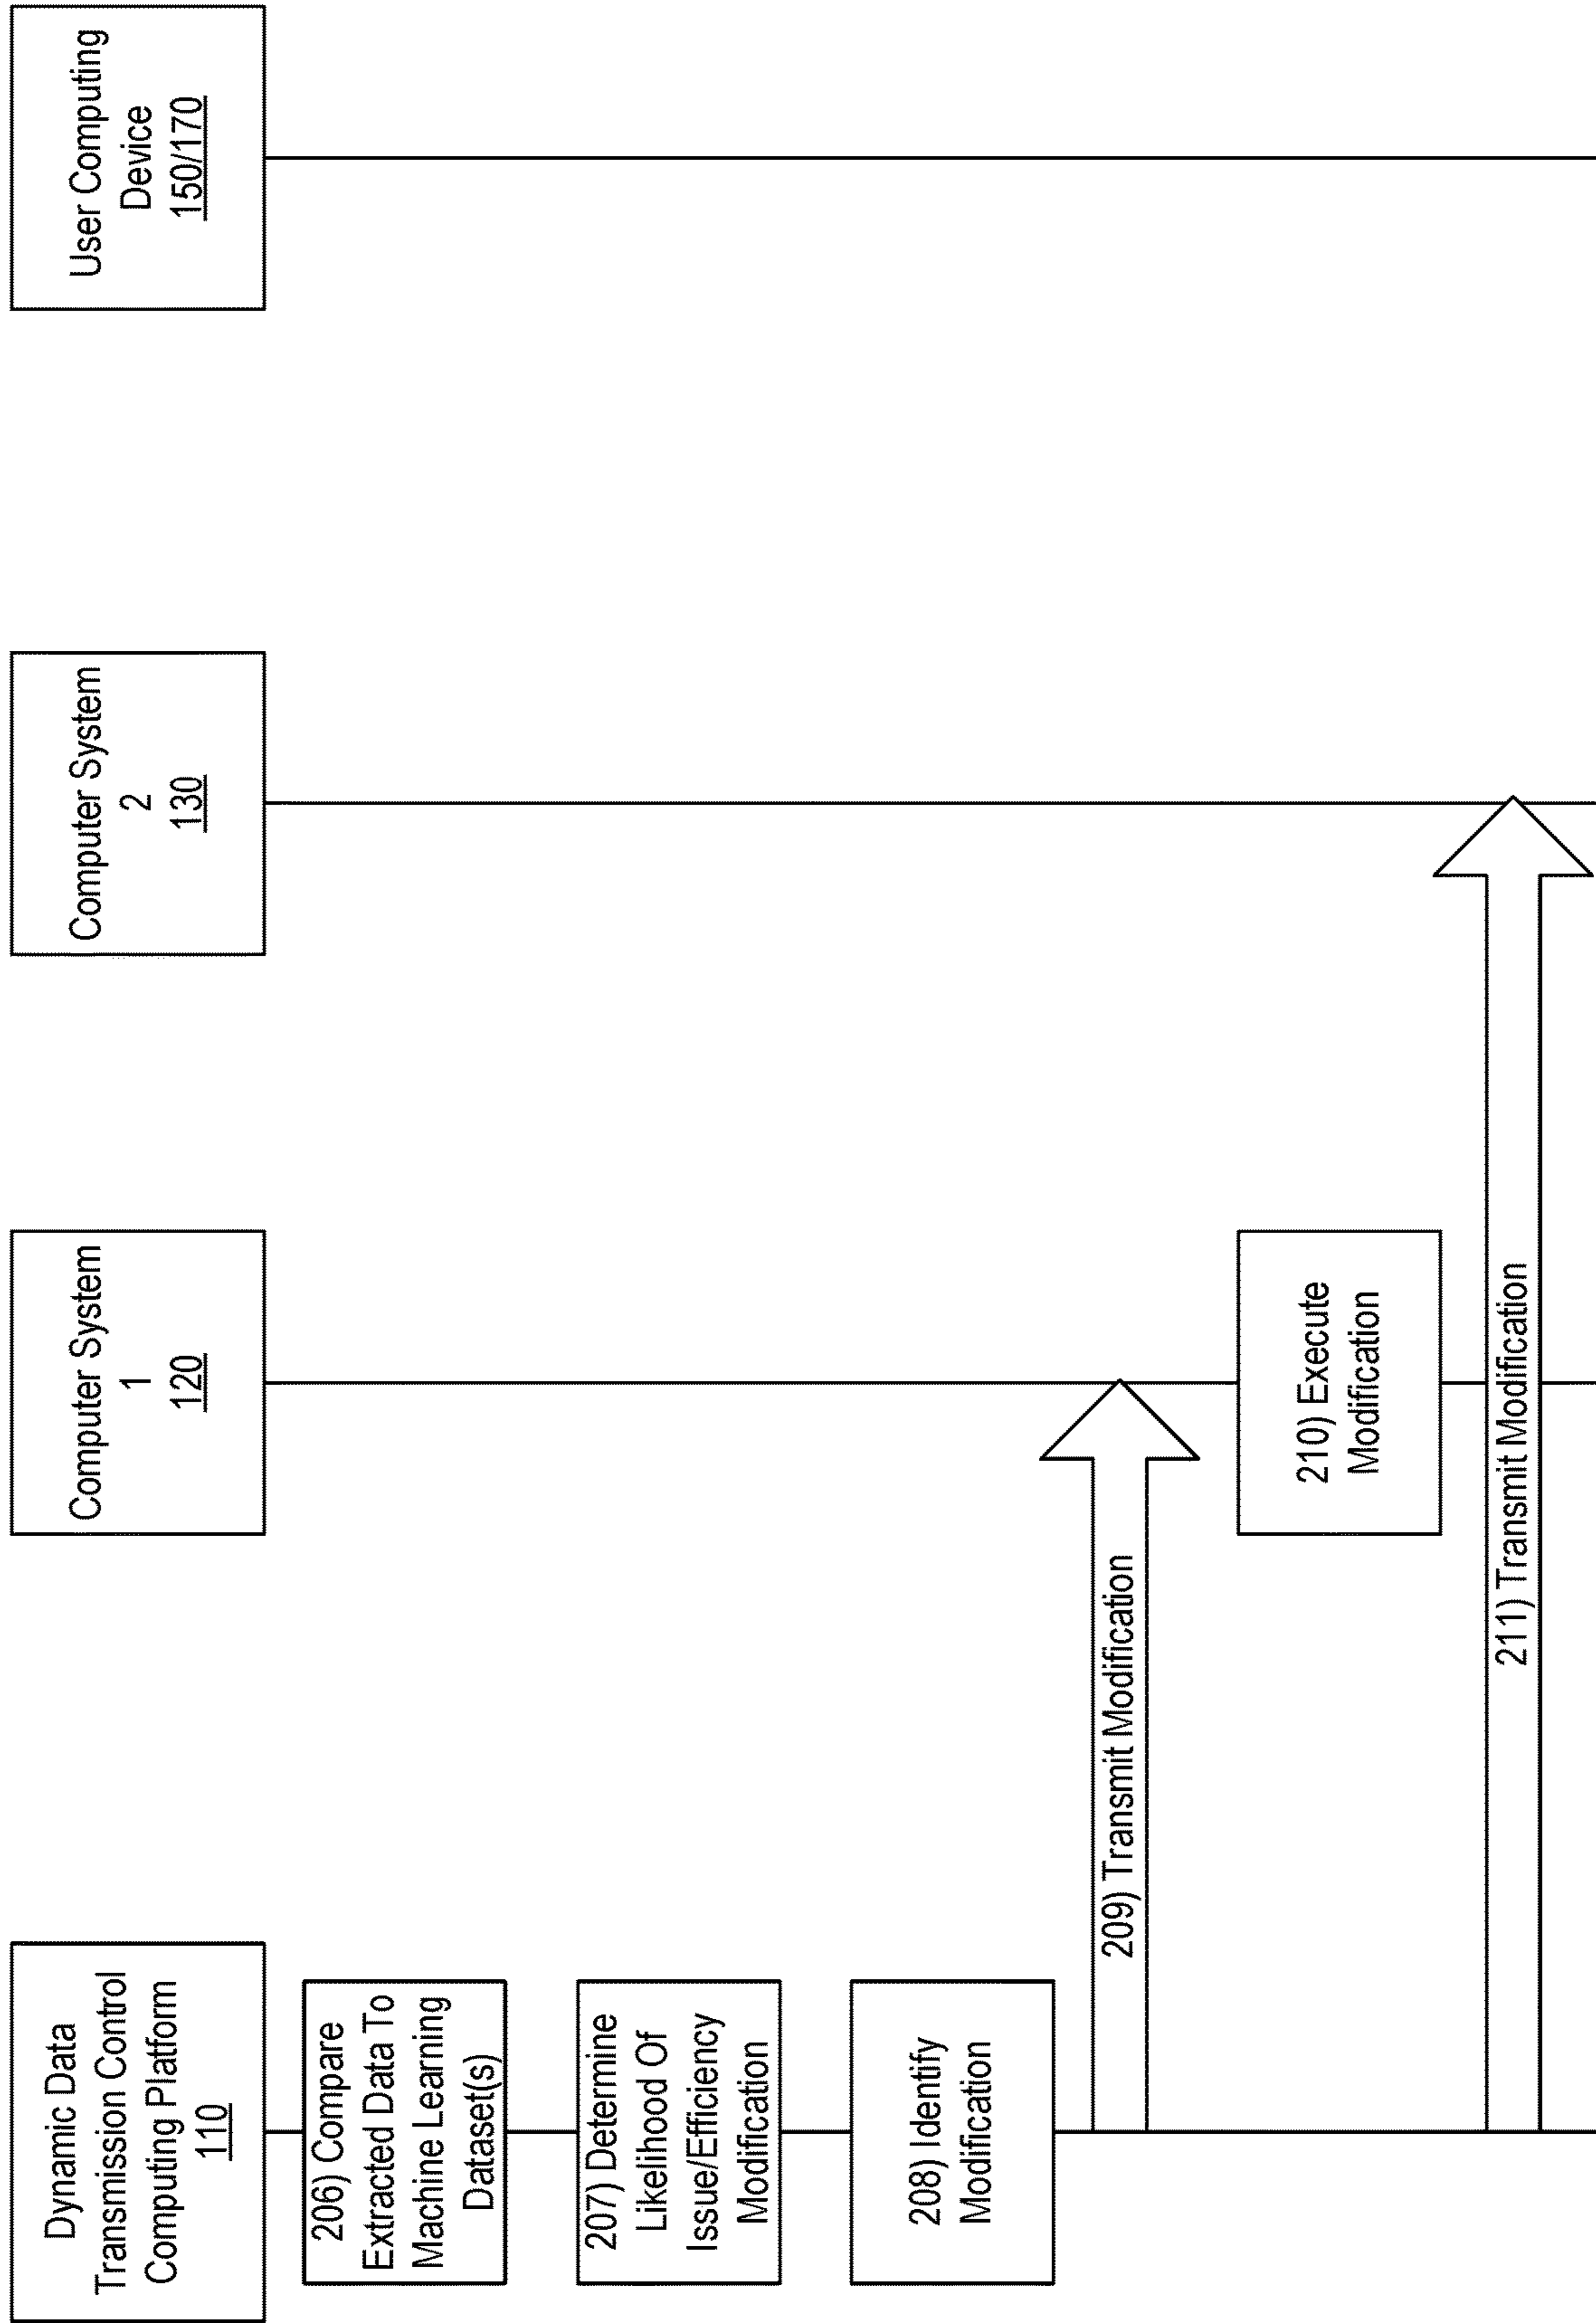 Dynamic Data
Transmission Control
Computing Platform
110
Computer System
1
120
Computer System
2
130
User Computing
Device
150/170
206) Compare
Extracted Data To
Machine Learning
Dataset(s)
207) Determine
Likelihood Of
Issue/Efficiency
Modification
208) Identify
Modification
209) Transmit Modification
210) Execute
Modification
211) Transmit Modification